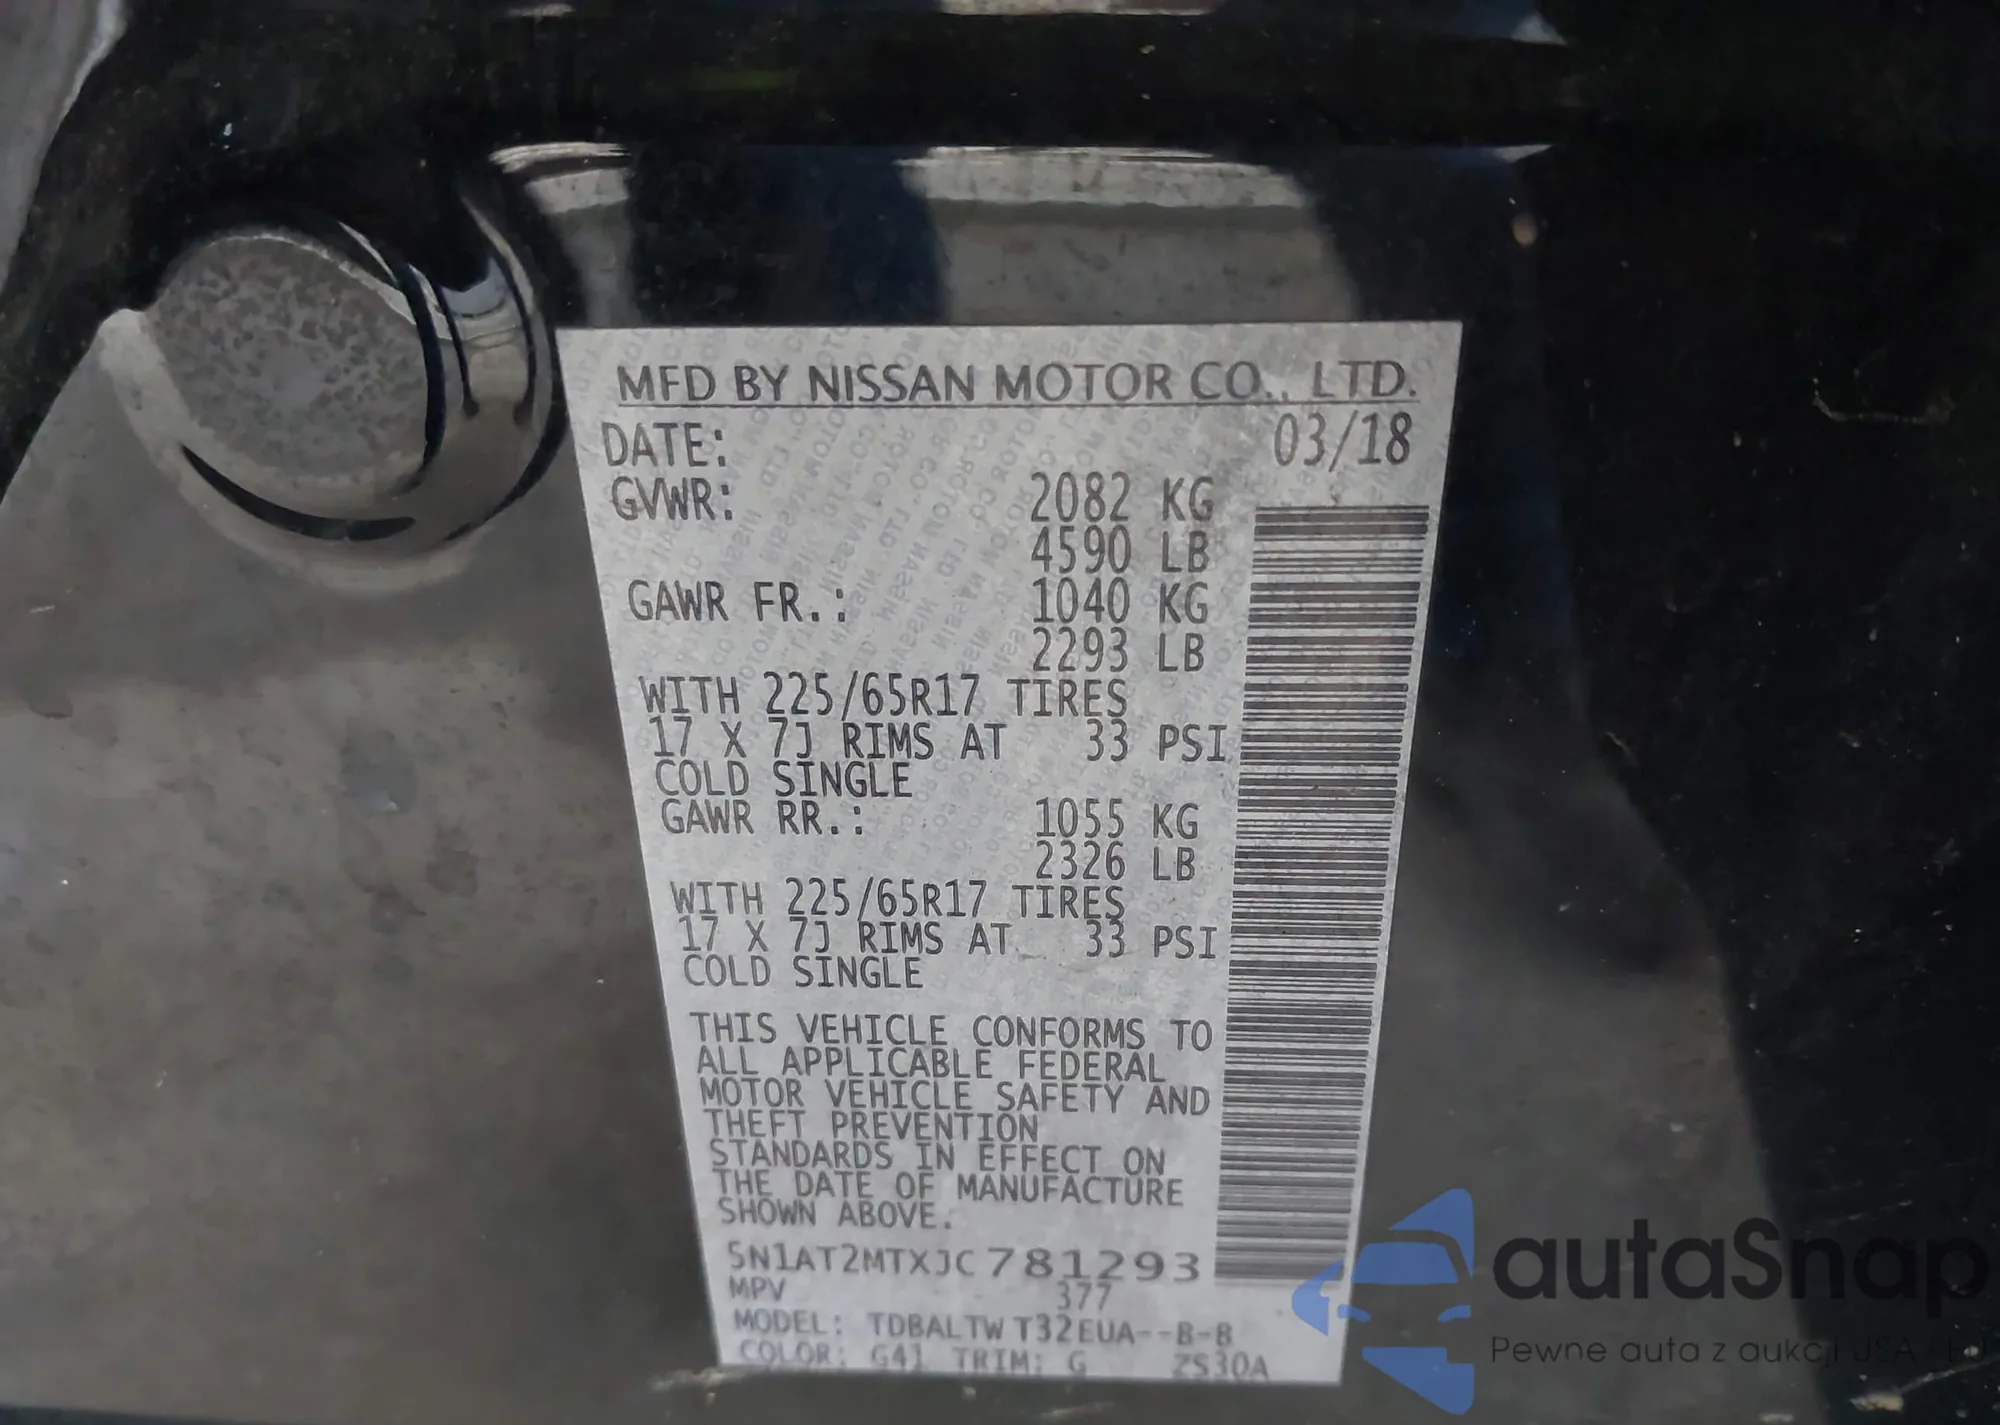 MFD BY NISSAN MOTOR CO., LTD.
DATE: 03/18
GVWR: 2082 KG
4590 LB
GAWR FR.: 1040 KG
2293 LB
WITH 225/65R17 TIRES
17 X 7J RIMS AT 33 PSI
COLD SINGLE
GAWR RR.: 1055 KG
2326 LB
WITH 225/65R17 TIRES
17 X 7J RIMS AT 33 PSI
COLD SINGLE
THIS VEHICLE CONFORMS TO
ALL APPLICABLE FEDERAL
MOTOR VEHICLE SAFETY AND
THEFT PREVENTION
STANDARDS IN EFFECT ON
THE DATE OF MANUFACTURE
SHOWN ABOVE.
5N1AT2MTXJC781293
MPV 377
MODEL: TDBALTW T32EUA--B-B
COLOR: G41 TRIM: G ZS30A
autaSnap
Pewne auta z aukcji USA